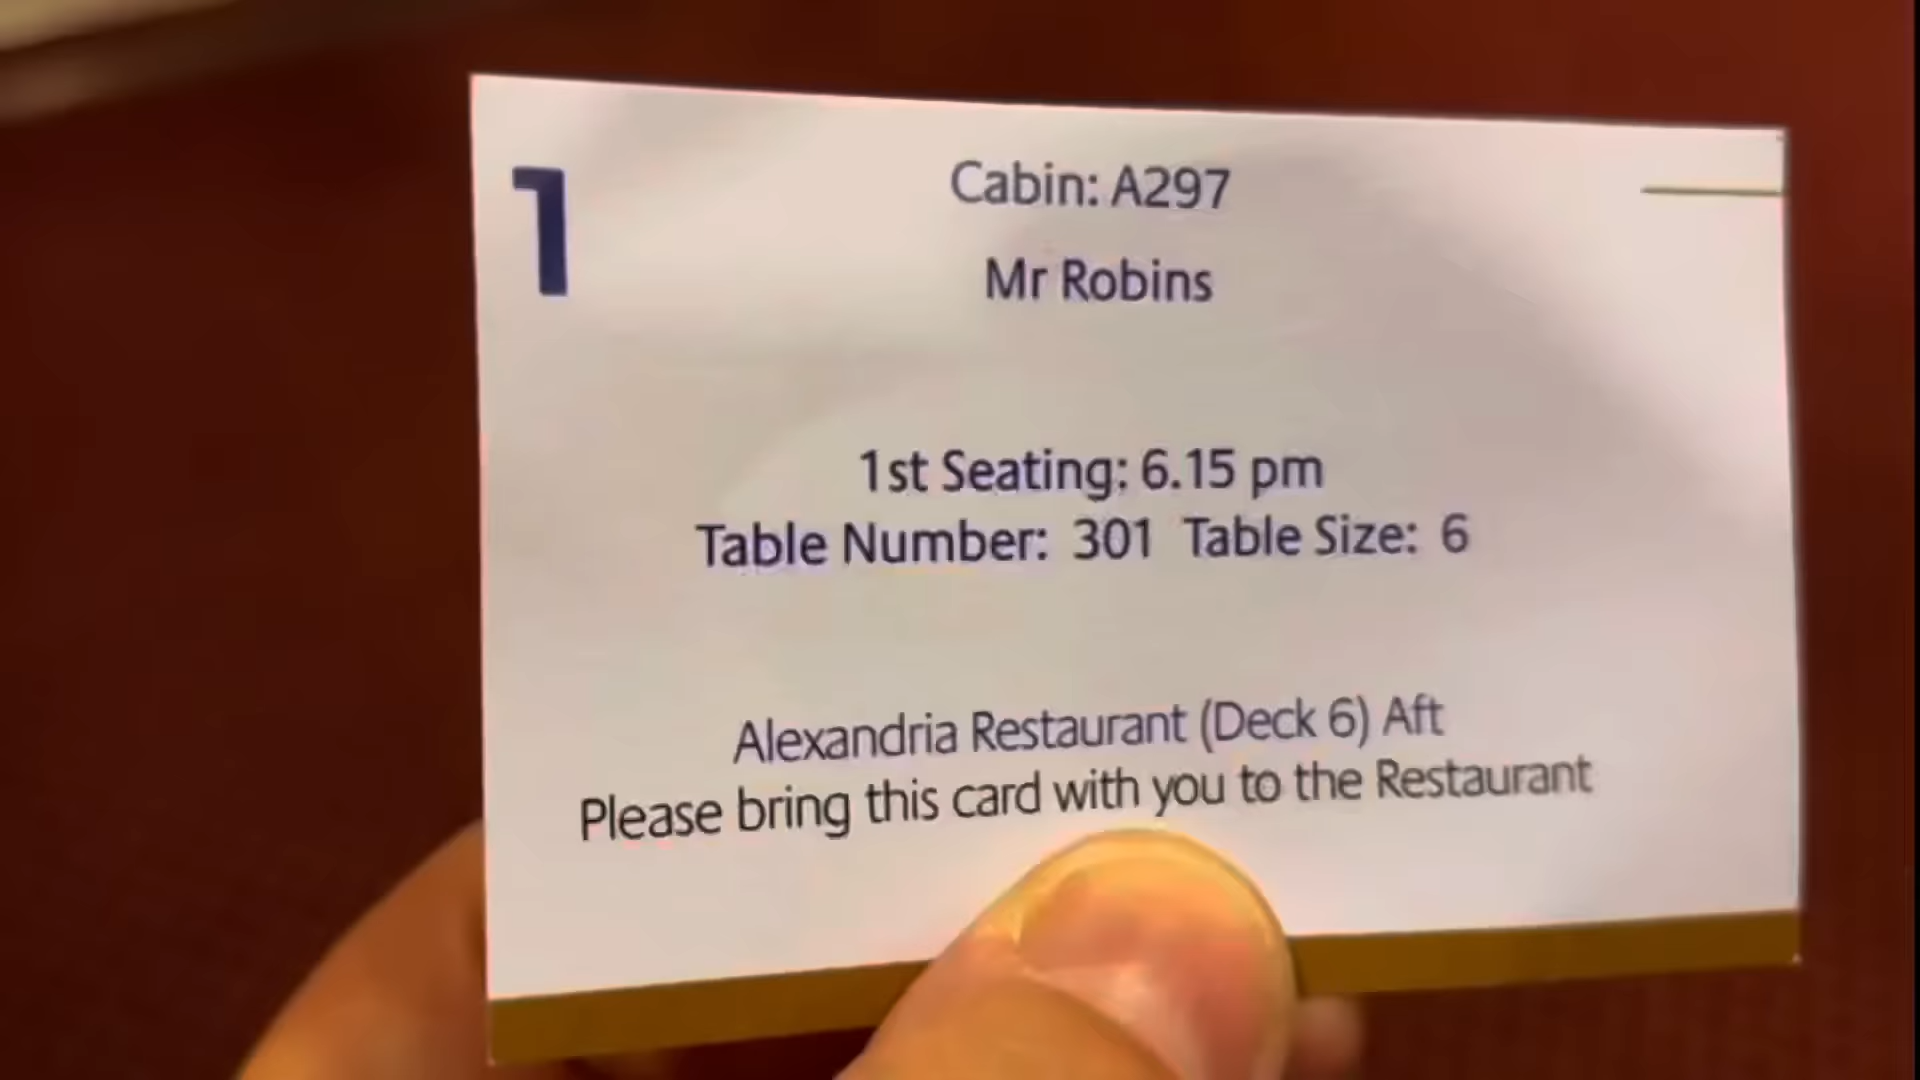 1
Cabin: A297
Mr Robins
1st Seating: 6.15 pm
Table Number: 301 Table Size: 6
Alexandria Restaurant (Deck 6) Aft
Please bring this card with you to the Restaurant